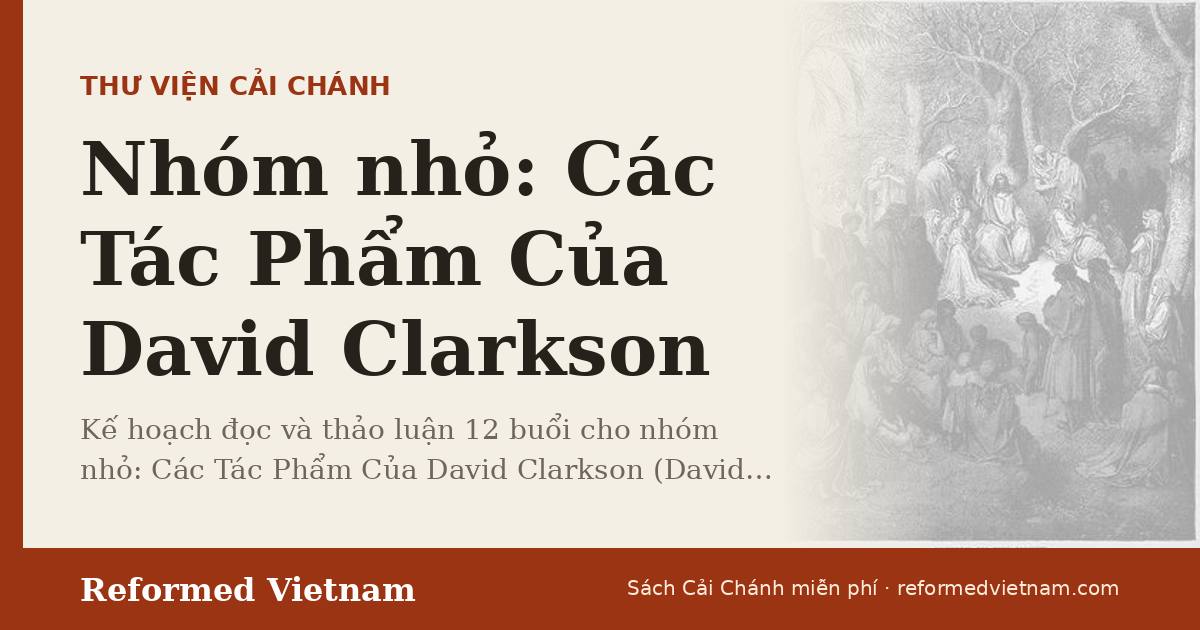 THƯ VIỆN CẢI CHÁNH
Nhóm nhỏ: Các
Tác Phẩm Của
David Clarkson
Kế hoạch đọc và thảo luận 12 buổi cho nhóm
nhỏ: Các Tác Phẩm Của David Clarkson (David...
Reformed Vietnam
Sách Cải Chánh miễn phí · reformedvietnam.com